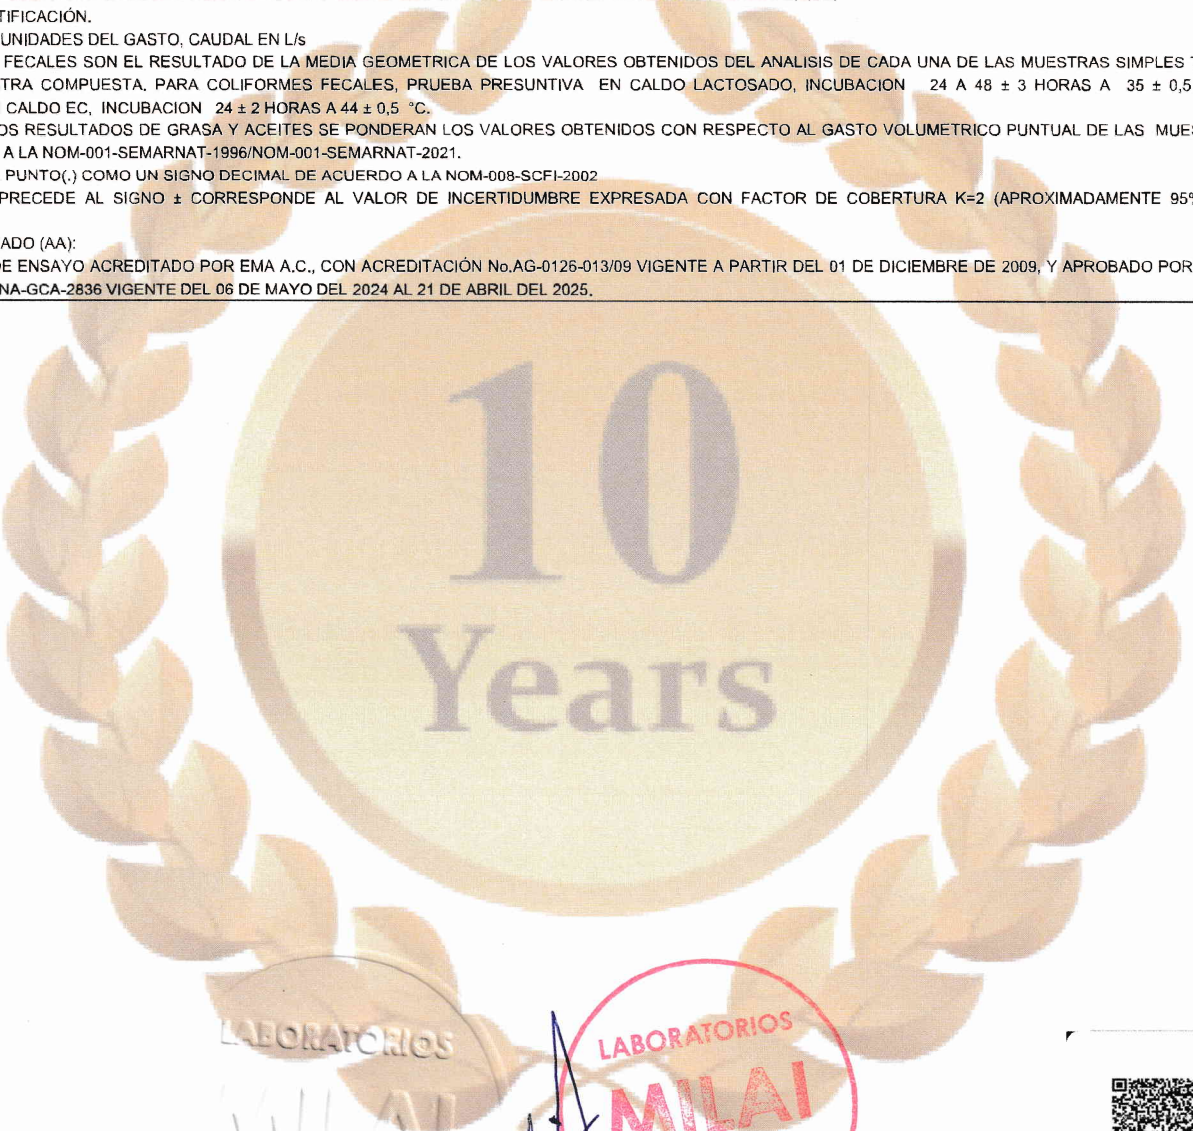 TIFICACIÓN.
UNIDADES DEL GASTO, CAUDAL EN L/s
FECALES SON EL RESULTADO DE LA MEDIA GEOMETRICA DE LOS VALORES OBTENIDOS DEL ANALISIS DE CADA UNA DE LAS MUESTRAS SIMPLES
TRA COMPUESTA. PARA COLIFORMES FECALES, PRUEBA PRESUNTIVA EN CALDO LACTOSADO, INCUBACION 24 A 48 ± 3 HORAS A 35 ± 0,5
CALDO EC, INCUBACION 24 ± 2 HORAS A 44 ± 0,5 °C.
OS RESULTADOS DE GRASA Y ACEITES SE PONDERAN LOS VALORES OBTENIDOS CON RESPECTO AL GASTO VOLUMETRICO PUNTUAL DE LAS MUES
A LA NOM-001-SEMARNAT-1996/NOM-001-SEMARNAT-2021.
PUNTO(.) COMO UN SIGNO DECIMAL DE ACUERDO A LA NOM-008-SCFI-2002
PRECEDE AL SIGNO ± CORRESPONDE AL VALOR DE INCERTIDUMBRE EXPRESADA CON FACTOR DE COBERTURA K=2 (APROXIMADAMENTE 95%
ADO (AA):
DE ENSAYO ACREDITADO POR EMA A.C., CON ACREDITACIÓN No.AG-0126-013/09 VIGENTE A PARTIR DEL 01 DE DICIEMBRE DE 2009, Y APROBADO POR
NA-GCA-2836 VIGENTE DEL 06 DE MAYO DEL 2024 AL 21 DE ABRIL DEL 2025.
10
Years
LABORATORIOS
MILAI
LABORATORIOS
MILAI